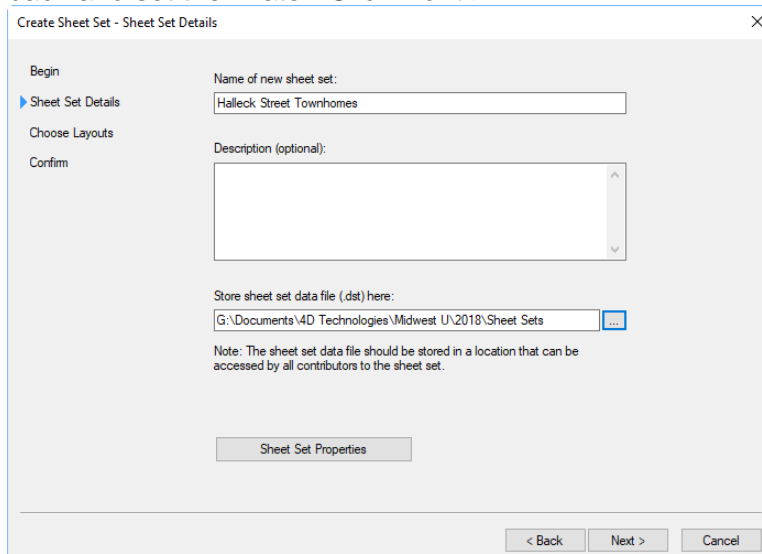 Create Sheet Set - Sheet Set Details
Begin
Sheet Set Details
Choose Layouts
Confirm
Name of new sheet set:
Halleck Street Townhomes
Description (optional):
Store sheet set data file (.dst) here:
G:\Documents\4D Technologies\Midwest U\2018\Sheet Sets
...
Note: The sheet set data file should be stored in a location that can be
accessed by all contributors to the sheet set.
Sheet Set Properties
< Back
Next >
Cancel